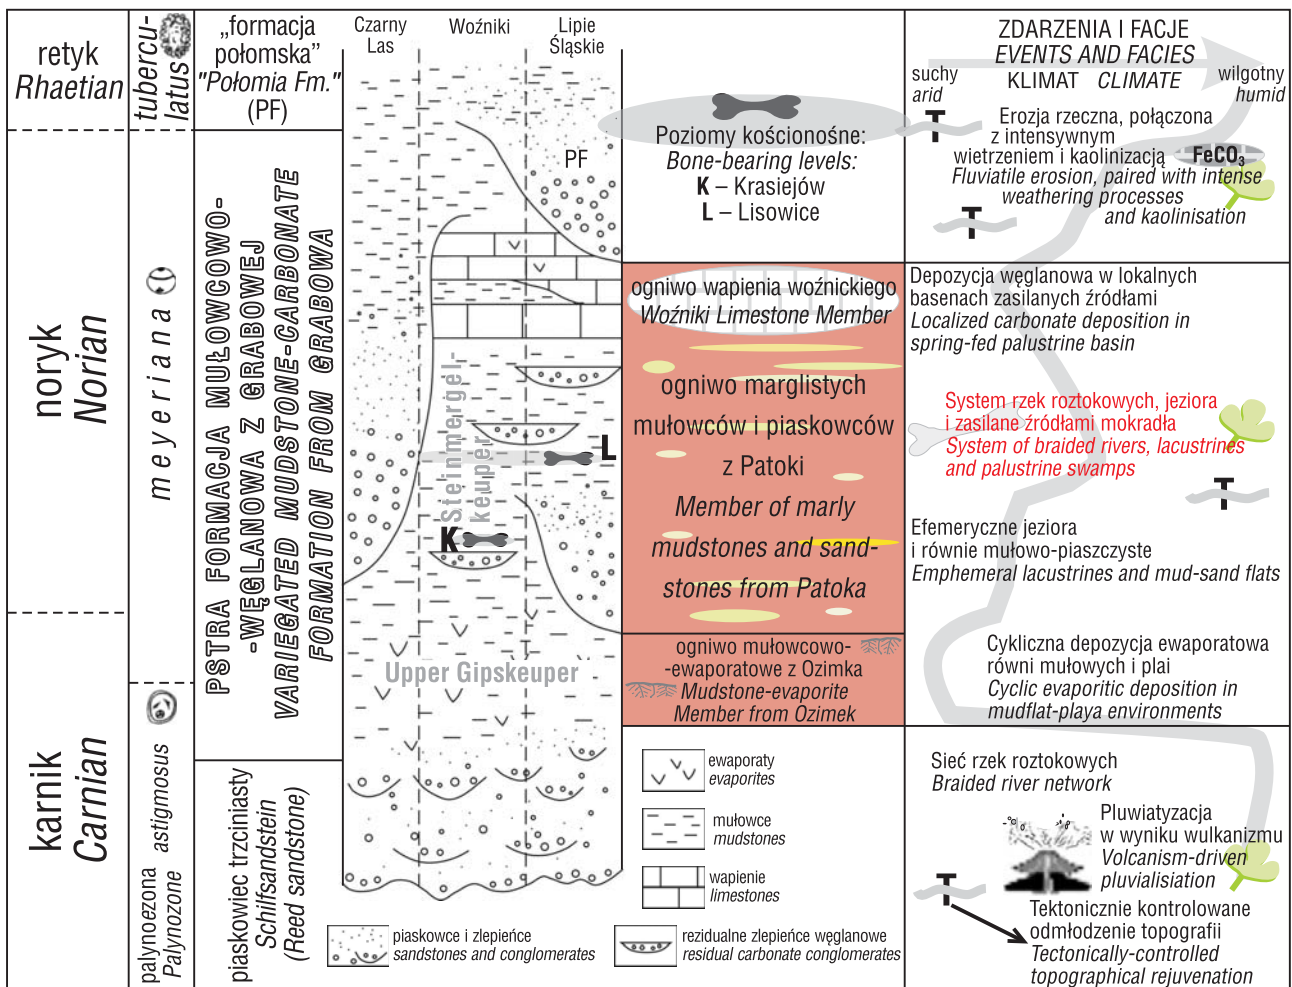 retyk
Rhaetian
noryk
Norian
karnik
Carnian
tubercu-
latus
meyeriana
astigmosus
palynoezona
Palynozone
„formacja
połomska”
"Połomia Fm."
(PF)
PSTRA FORMACJA MUŁOWCOWO-
-WĘGLANOWA Z GRABOWEJ
VARIEGATED MUDSTONE-CARBONATE
FORMATION FROM GRABOWA
piaskowiec trzciniasty
Schilfsandstein
(Reed sandstone)
Czarny
Las
Woźniki
Lipie
Śląskie
PF
Steinmergel-
keuper
L
K
Upper Gipskeuper
Poziomy kościonośne:
Bone-bearing levels:
K – Krasiejów
L – Lisowice
ogniwo wapienia woźnickiego
Woźniki Limestone Member
ogniwo marglistych
mułowców i piaskowców
z Patoki
Member of marly
mudstones and sand-
stones from Patoka
ogniwo mułowcowo-
-ewaporatowe z Ozimka
Mudstone-evaporite
Member from Ozimek
ewaporaty
evaporites
mułowce
mudstones
wapienie
limestones
piaskowce i zlepieńce
sandstones and conglomerates
rezidualne zlepieńce węglanowe
residual carbonate conglomerates
ZDARZENIA I FACJE
EVENTS AND FACIES
suchy
arid
KLIMAT CLIMATE
wilgotny
humid
T
Erozja rzeczna, połączona
z intensywnym
wietrzeniem i kaolinizacją
FeCO3
Fluviatile erosion, paired with intense
weathering processes
and kaolinisation
T
Depozycja węglanowa w lokalnych
basenach zasilanych źródłami
Localized carbonate deposition in
spring-fed palustrine basin
System rzek roztokowych, jeziora
i zasilane źródłami mokradła
System of braided rivers, lacustrines
and palustrine swamps
T
Efemeryczne jeziora
i równie mułowo-piaszczyste
Emphemeral lacustrines and mud-sand flats
Cykliczna depozycja ewaporatowa
równi mułowych i plai
Cyclic evaporitic deposition in
mudflat-playa environments
Sieć rzek roztokowych
Braided river network
Pluwiatyzacja
w wyniku wulkanizmu
Volcanism-driven
pluvialisiation
T
Tektonicznie kontrolowane
odmłodzenie topografii
Tectonically-controlled
topographical rejuvenation